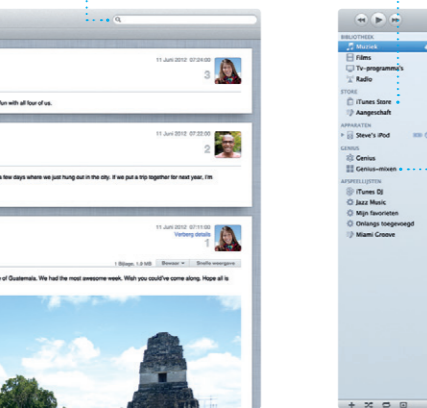 11 Juni 2012 07:24:00
3
fun with all four of us.
11 Juni 2012 07:22:00
2
a few days where we just hung out in the city. If we put a trip together for next year, I'm
11 Juni 2012 07:11:00
Verberg details
1
1 Bijlage, 1,9 MB Bewaar Snelle weergave
of Guatemala. We had the most awesome week. Wish you could've come along. Hope all is
BIBLIOTHEEK
Muziek
Films
Tv-programma's
Radio
STORE
iTunes Store
Aangeschaft
APPARATEN
Steve's iPod
GENIUS
Genius
Genius-mixen
AFSPEELLIJSTEN
iTunes DJ
Jazz Music
Mijn favorieten
Onlangs toegevoegd
Miami Groove